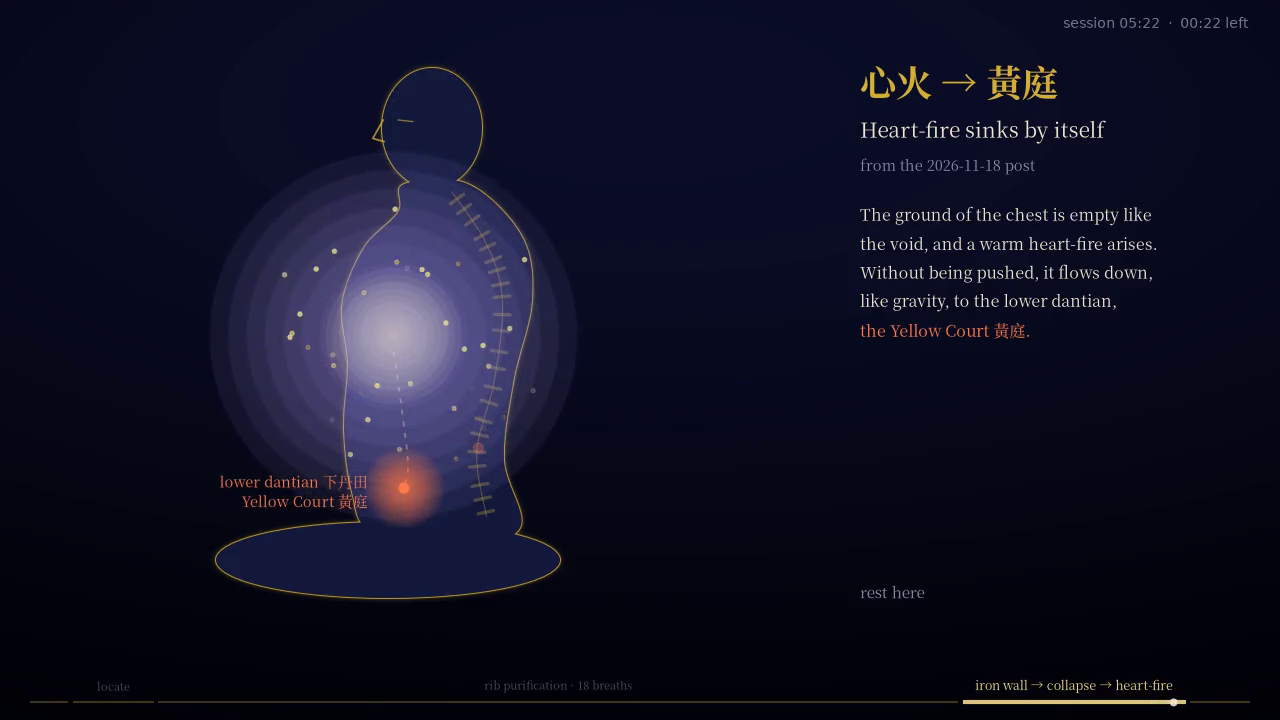 session 05:22 · 00:22 left
心火 → 黃庭
Heart-fire sinks by itself
from the 2026-11-18 post
The ground of the chest is empty like
the void, and a warm heart-fire arises.
Without being pushed, it flows down,
like gravity, to the lower dantian,
the Yellow Court 黃庭.
lower dantian 下丹田
Yellow Court 黃庭
rest here
locate
rib purification · 18 breaths
iron wall → collapse → heart-fire